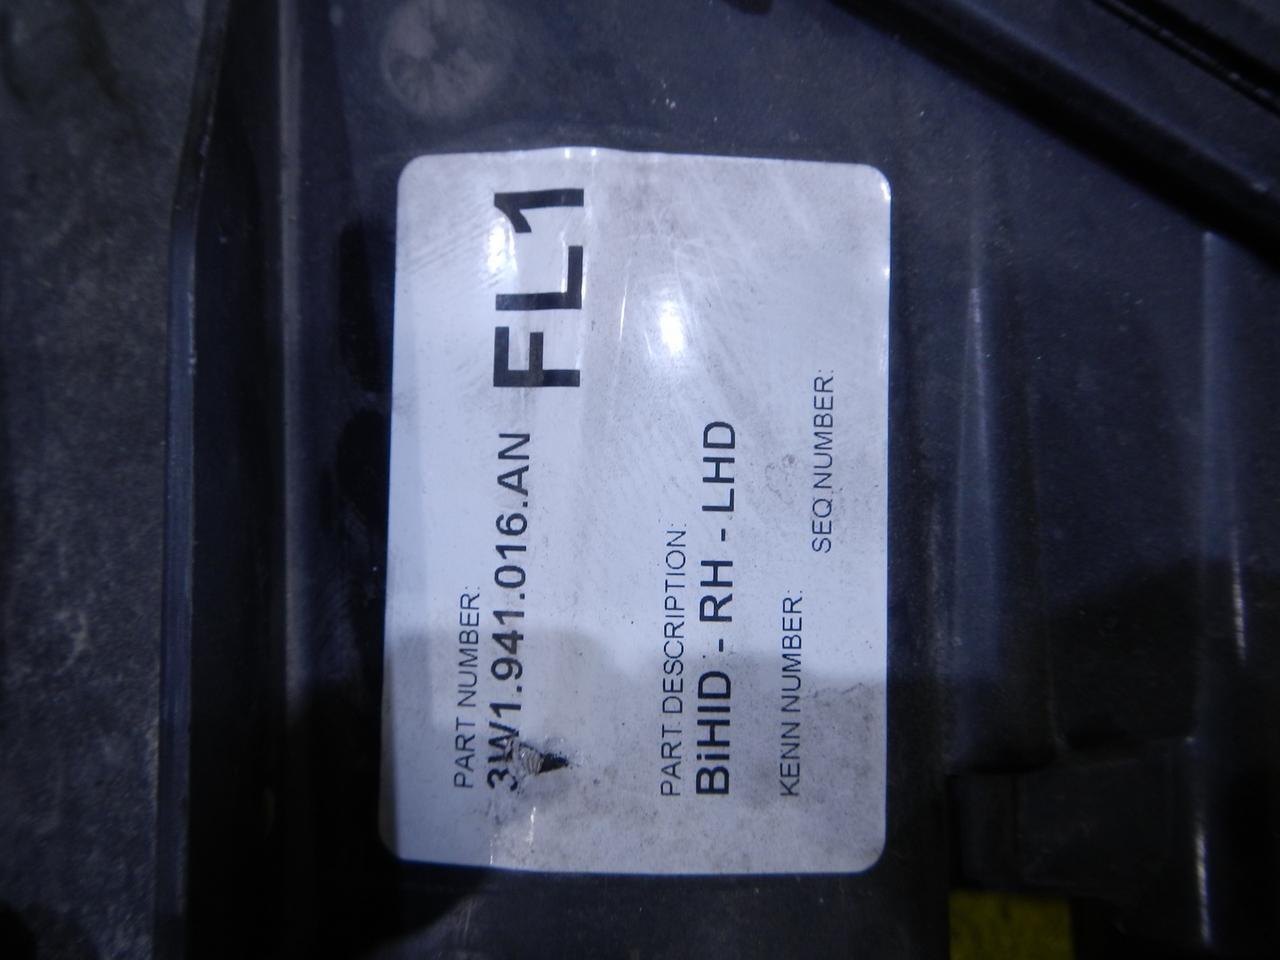 PART NUMBER:
3W1.941.016.AN
FL1
PART DESCRIPTION:
BiHID - RH - LHD
KENN NUMBER:
SEQ NUMBER: